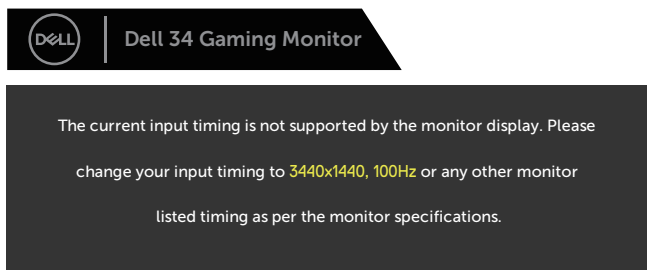 DELL
Dell 34 Gaming Monitor
The current input timing is not supported by the monitor display. Please
change your input timing to 3440x1440, 100Hz or any other monitor
listed timing as per the monitor specifications.